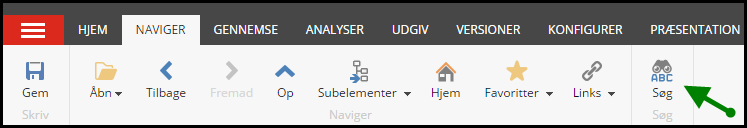 HJEM NAVIGER GENNEMSE ANALYSER UDGIV VERSIONER KONFIGURER PRÆSENTATION
ABC
Gem Åbn Tilbage Fremad Op Subelementer Hjem Favoritter Links Søg
Skriv Naviger Søg